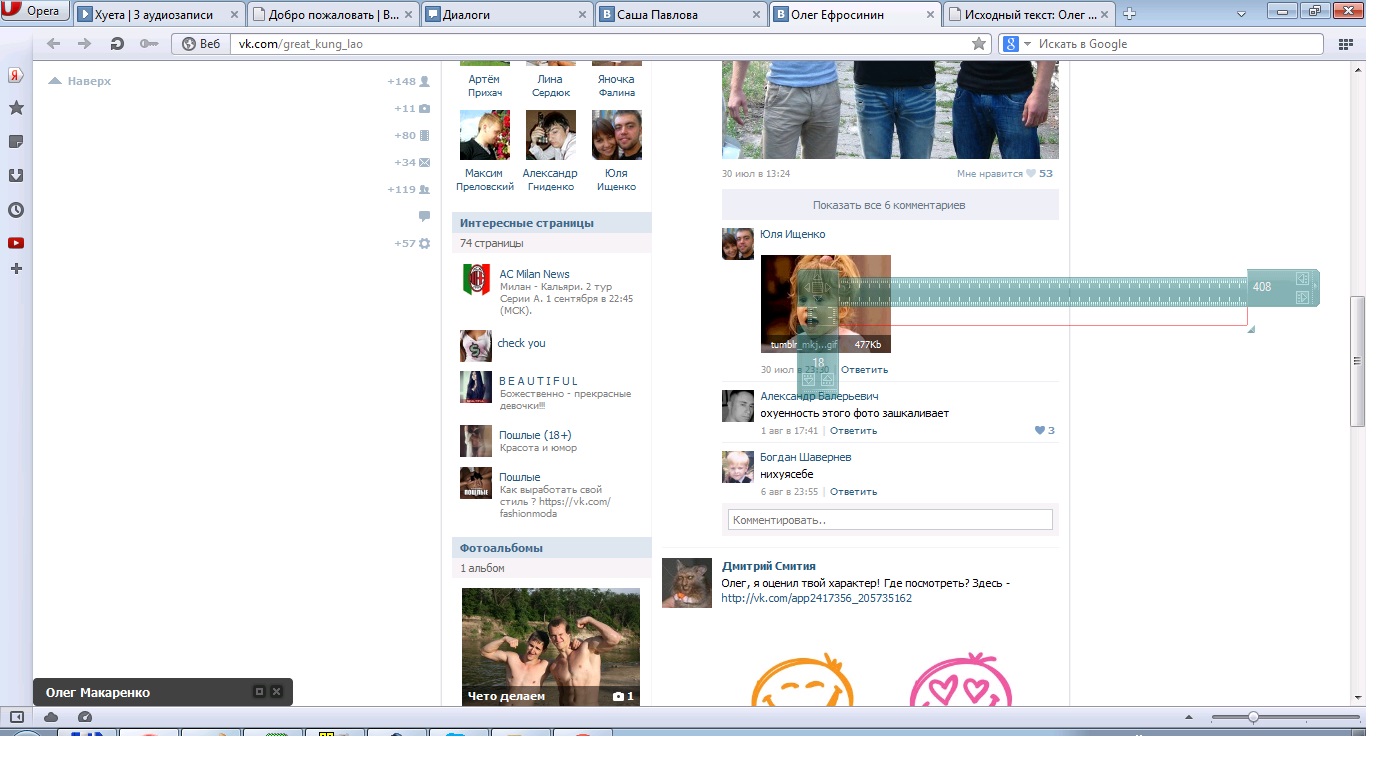 Opera
Хуета | 3 аудиозаписи
Добро пожаловать | В...
Диалоги
Саша Павлова
Олег Ефросинин
Исходный текст: Олег ...
Веб
vk.com/great_kung_lao
Искать в Google
Наверх
+148
+11
+80
+34
+119
+57
Артём
Прихач
Лина
Сердюк
Яночка
Фалина
Максим
Преловский
Александр
Гниденко
Юля
Ищенко
Интересные страницы
74 страницы
AC Milan News
Милан - Кальяри. 2 тур
Серии А. 1 сентября в 22:45
(МСК).
check you
B E A U T I F U L
Божественно - прекрасные
девочки!!!
Пошлые (18+)
Красота и юмор
Пошлые
Как выработать свой
стиль ? https://vk.com/
fashionmoda
ПОШЛЫЕ
Фотоальбомы
1 альбом
Чето делаем
1
30 июл в 13:24
Мне нравится 53
Показать все 6 комментариев
Юля Ищенко
tumblr_mkj...gif 477Kb
408
18
30 июл в 23:30 Ответить
Александр Валерьевич
охуенность этого фото зашкаливает
1 авг в 17:41 | Ответить
3
Богдан Шавернев
нихуясебе
6 авг в 23:55 | Ответить
Комментировать..
Дмитрий Смития
Олег, я оценил твой характер! Где посмотреть? Здесь -
http://vk.com/app2417356_205735162
Олег Макаренко